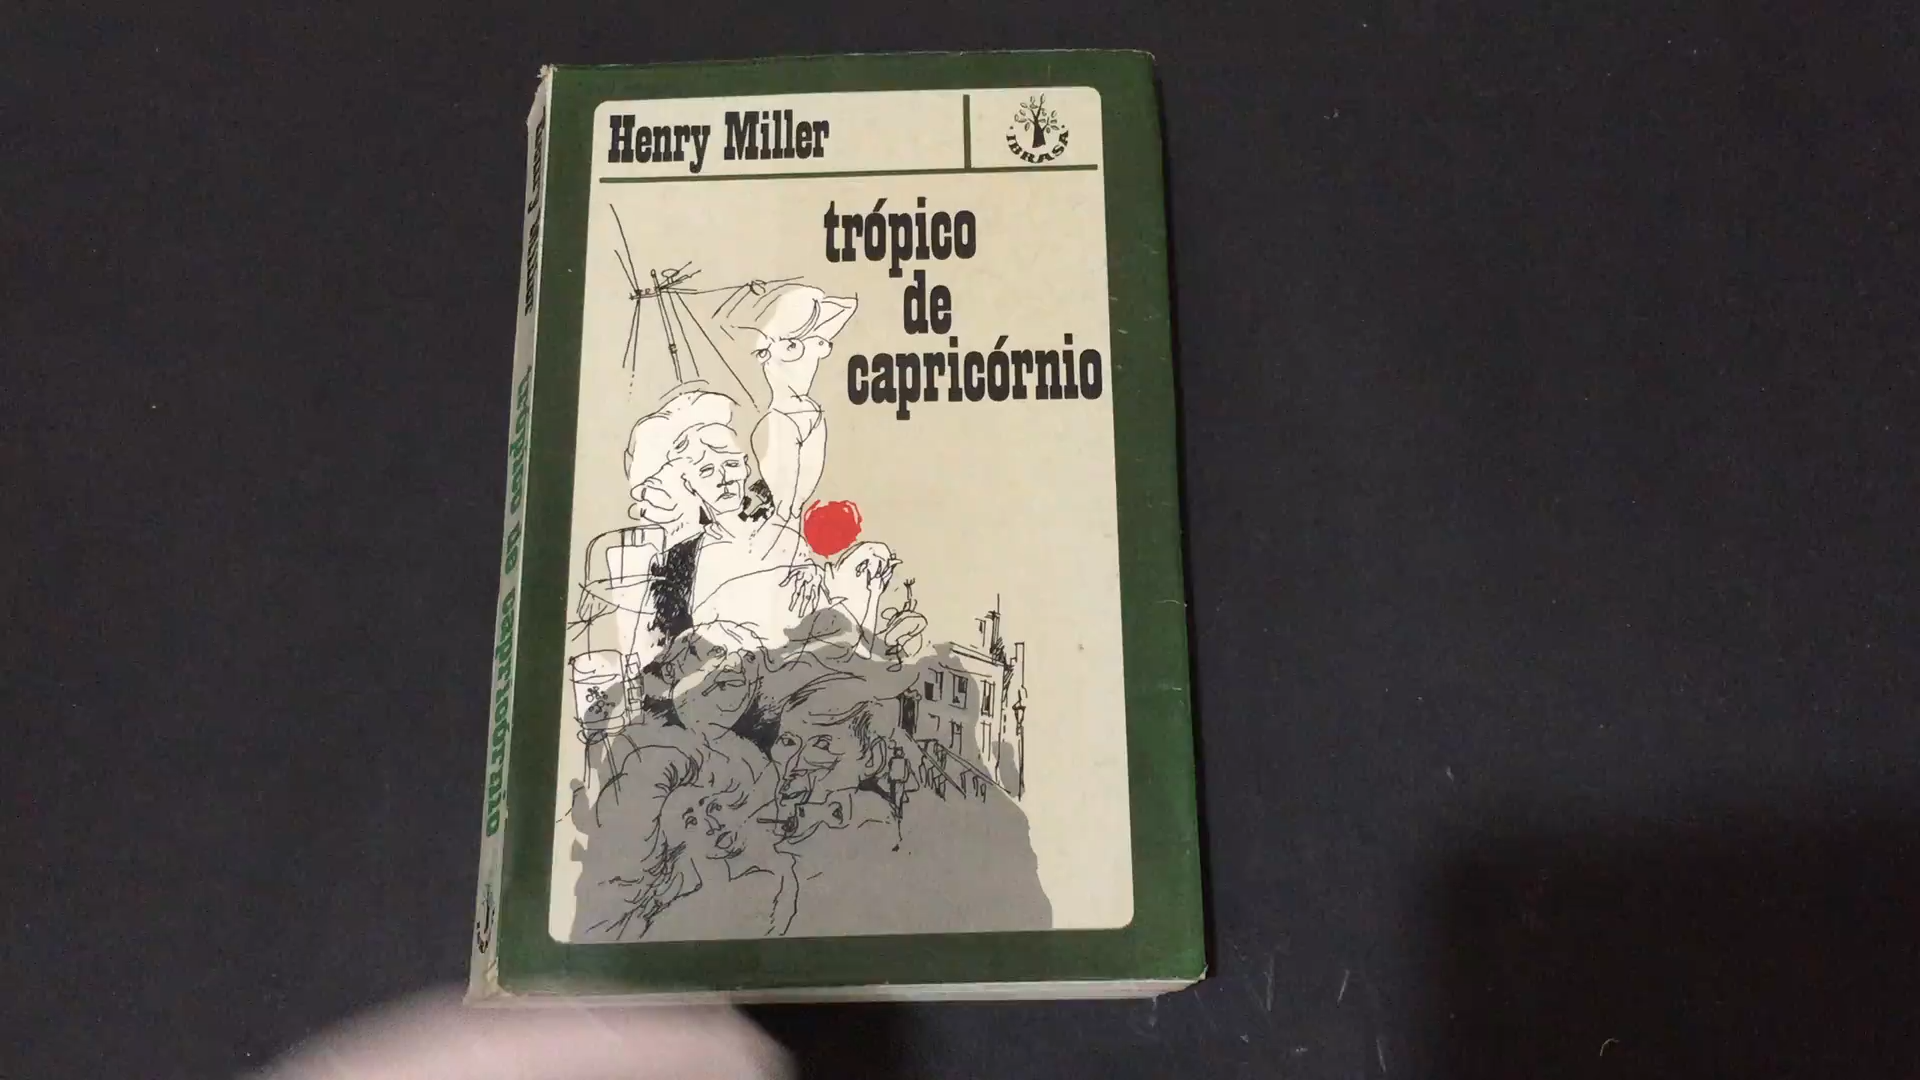 Henry Miller
IBRASA
trópico
de
capricórnio
Henry Miller trópico de capricórnio